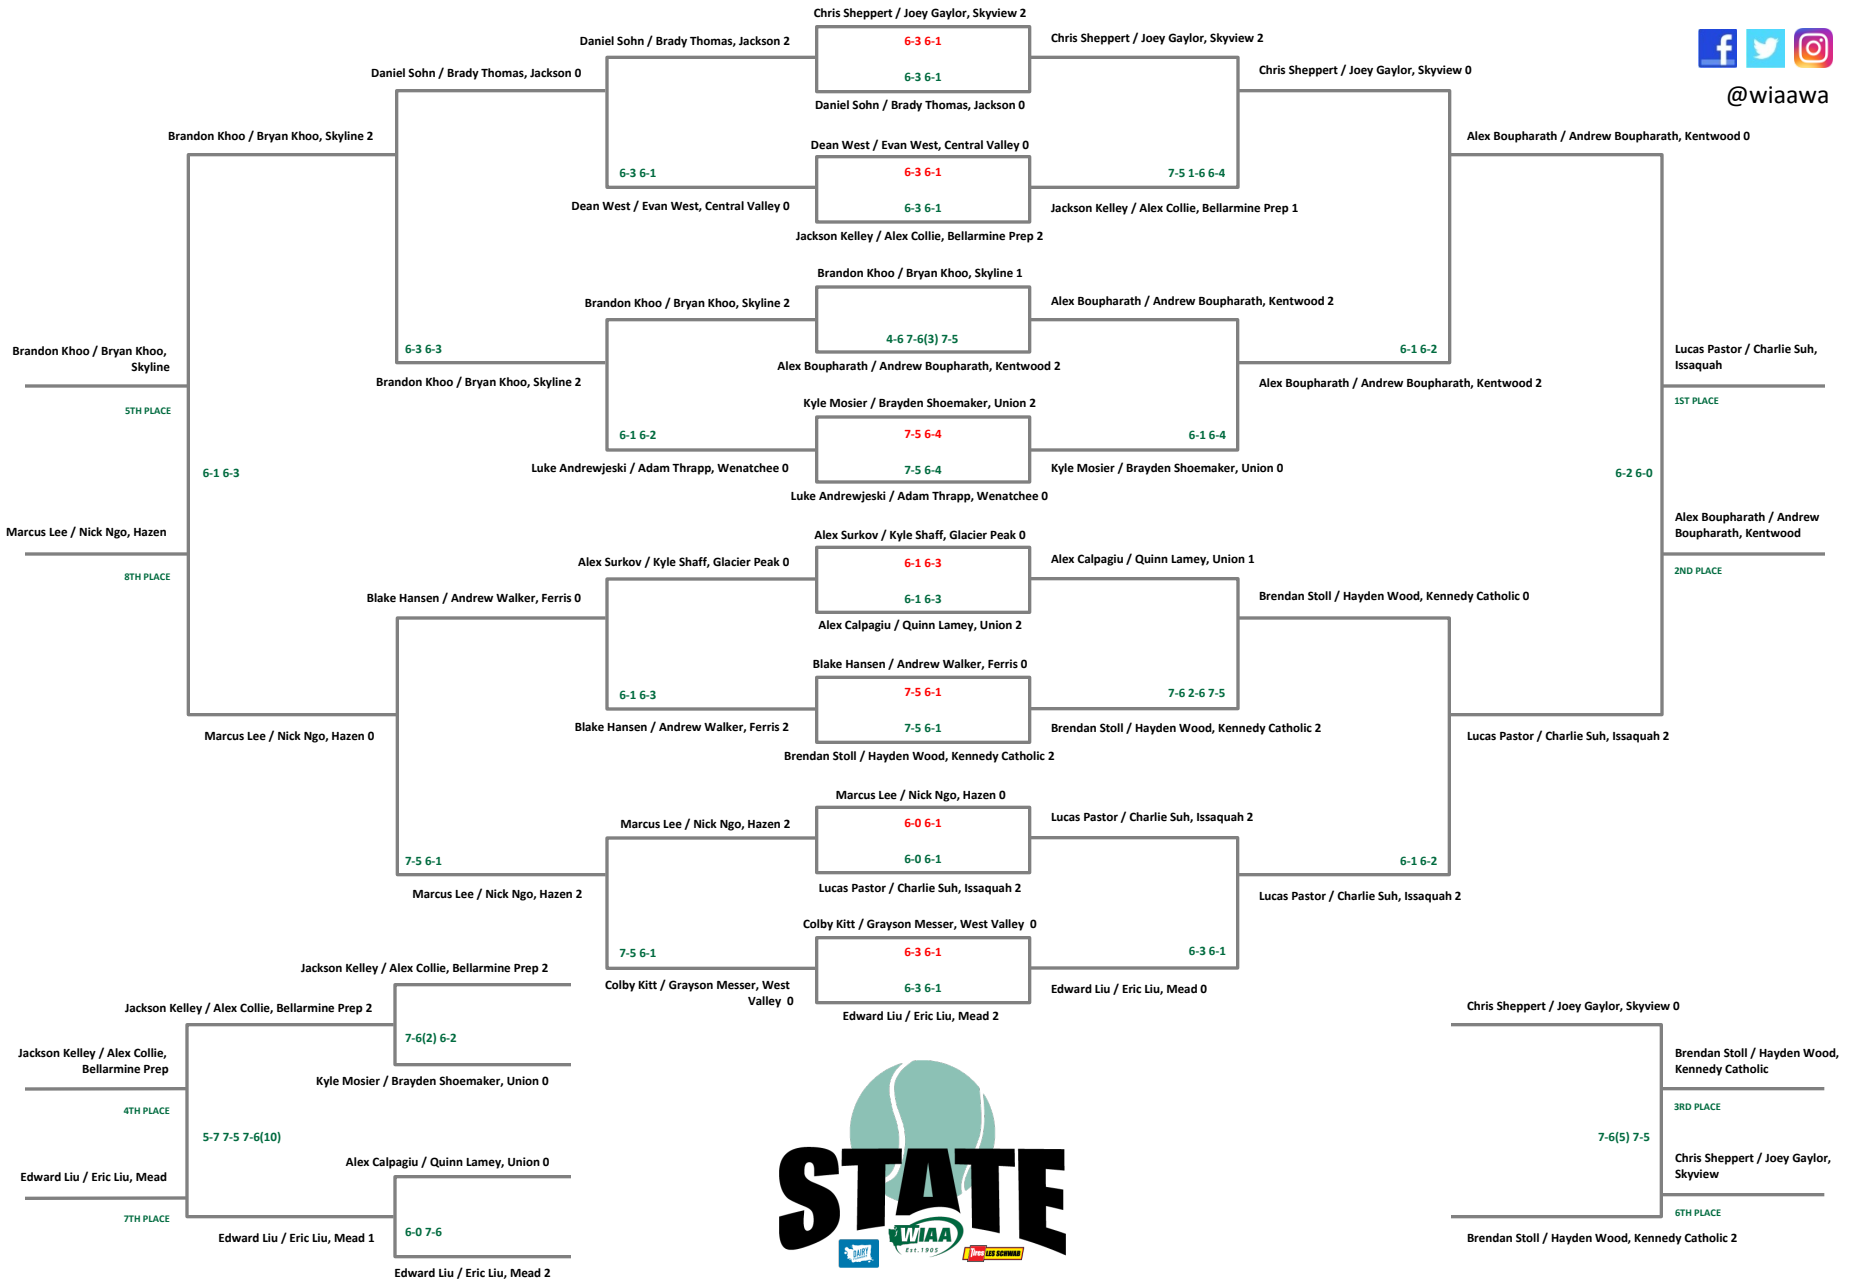 Chris Sheppert / Joey Gaylor, Skyview 2
6-3 6-1
6-3 6-1
Daniel Sohn / Brady Thomas, Jackson 0
Dean West / Evan West, Central Valley 0
6-3 6-1
6-3 6-1
Jackson Kelley / Alex Collie, Bellarmine Prep 2
Brandon Khoo / Bryan Khoo, Skyline 1
4-6 7-6(3) 7-5
Alex Boupharath / Andrew Boupharath, Kentwood 2
Kyle Mosier / Brayden Shoemaker, Union 2
7-5 6-4
7-5 6-4
Luke Andrewjeski / Adam Thrapp, Wenatchee 0
Alex Surkov / Kyle Shaff, Glacier Peak 0
6-1 6-3
6-1 6-3
Alex Calpagiu / Quinn Lamey, Union 2
Blake Hansen / Andrew Walker, Ferris 0
7-5 6-1
7-5 6-1
Brendan Stoll / Hayden Wood, Kennedy Catholic 2
Marcus Lee / Nick Ngo, Hazen 0
6-0 6-1
6-0 6-1
Lucas Pastor / Charlie Suh, Issaquah 2
Colby Kitt / Grayson Messer, West Valley 0
6-3 6-1
6-3 6-1
Edward Liu / Eric Liu, Mead 2
Daniel Sohn / Brady Thomas, Jackson 2
6-3 6-1
Dean West / Evan West, Central Valley 0
Brandon Khoo / Bryan Khoo, Skyline 2
6-1 6-2
Luke Andrewjeski / Adam Thrapp, Wenatchee 0
Alex Surkov / Kyle Shaff, Glacier Peak 0
6-1 6-3
Blake Hansen / Andrew Walker, Ferris 2
Marcus Lee / Nick Ngo, Hazen 2
7-5 6-1
Colby Kitt / Grayson Messer, West
Valley 0
Daniel Sohn / Brady Thomas, Jackson 0
6-3 6-3
Brandon Khoo / Bryan Khoo, Skyline 2
Blake Hansen / Andrew Walker, Ferris 0
7-5 6-1
Marcus Lee / Nick Ngo, Hazen 2
Brandon Khoo / Bryan Khoo, Skyline 2
6-1 6-3
Marcus Lee / Nick Ngo, Hazen 0
Brandon Khoo / Bryan Khoo,
Skyline
5TH PLACE
Marcus Lee / Nick Ngo, Hazen
8TH PLACE
Chris Sheppert / Joey Gaylor, Skyview 2
7-5 1-6 6-4
Jackson Kelley / Alex Collie, Bellarmine Prep 1
Alex Boupharath / Andrew Boupharath, Kentwood 2
6-1 6-4
Kyle Mosier / Brayden Shoemaker, Union 0
Alex Calpagiu / Quinn Lamey, Union 1
7-6 2-6 7-5
Brendan Stoll / Hayden Wood, Kennedy Catholic 2
Lucas Pastor / Charlie Suh, Issaquah 2
6-3 6-1
Edward Liu / Eric Liu, Mead 0
Chris Sheppert / Joey Gaylor, Skyview 0
6-1 6-2
Alex Boupharath / Andrew Boupharath, Kentwood 2
Brendan Stoll / Hayden Wood, Kennedy Catholic 0
6-1 6-2
Lucas Pastor / Charlie Suh, Issaquah 2
Alex Boupharath / Andrew Boupharath, Kentwood 0
6-2 6-0
Lucas Pastor / Charlie Suh, Issaquah 2
@wiaawa
Lucas Pastor / Charlie Suh,
Issaquah
1ST PLACE
Alex Boupharath / Andrew
Boupharath, Kentwood
2ND PLACE
Jackson Kelley / Alex Collie, Bellarmine Prep 2
7-6(2) 6-2
Kyle Mosier / Brayden Shoemaker, Union 0
Alex Calpagiu / Quinn Lamey, Union 0
6-0 7-6
Edward Liu / Eric Liu, Mead 2
Jackson Kelley / Alex Collie, Bellarmine Prep 2
5-7 7-5 7-6(10)
Edward Liu / Eric Liu, Mead 1
Jackson Kelley / Alex Collie,
Bellarmine Prep
4TH PLACE
Edward Liu / Eric Liu, Mead
7TH PLACE
STATE
WIAA
Est. 1905
DAIRY
Tires LES SCHWAB
Chris Sheppert / Joey Gaylor, Skyview 0
7-6(5) 7-5
Brendan Stoll / Hayden Wood, Kennedy Catholic 2
Brendan Stoll / Hayden Wood,
Kennedy Catholic
3RD PLACE
Chris Sheppert / Joey Gaylor,
Skyview
6TH PLACE